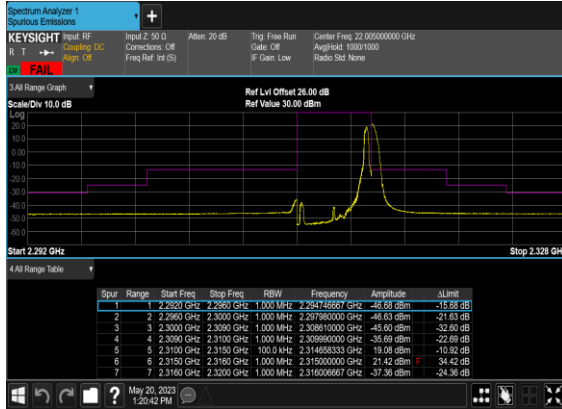 Spectrum Analyzer 1
Spurious Emissions
+
KEYSIGHT Input: RF Input Z: 50 Ω Atten: 20 dB Trig: Free Run Center Freq: 22.005000000 GHz
R T Coupling: DC Corrections: Off Gate: Off Avg|Hold: 1000/1000
Align: Off Freq Ref: Int (S) IF Gain: Low Radio Std: None
FAIL
3 All Range Graph
Ref Lvl Offset 26.00 dB
Scale/Div 10.0 dB Ref Value 30.00 dBm
Log
20.0
10.0
0.00
-10.0
-20.0
-30.0
-40.0
-50.0
-60.0
Start 2.292 GHz Stop 2.328 GH
4 All Range Table
Spur Range Start Freq Stop Freq RBW Frequency Amplitude ΔLimit
1 1 2.2920 GHz 2.2960 GHz 1.000 MHz 2.294746667 GHz -46.68 dBm -15.68 dB
2 2 2.2960 GHz 2.3000 GHz 1.000 MHz 2.297980000 GHz -46.63 dBm -21.63 dB
3 3 2.3000 GHz 2.3090 GHz 1.000 MHz 2.308610000 GHz -45.60 dBm -32.60 dB
4 4 2.3090 GHz 2.3100 GHz 1.000 MHz 2.309990000 GHz -35.69 dBm -22.69 dB
5 5 2.3100 GHz 2.3150 GHz 100.0 kHz 2.314658333 GHz 19.08 dBm -10.92 dB
6 6 2.3150 GHz 2.3160 GHz 1.000 MHz 2.315000000 GHz 21.42 dBm F 34.42 dB
7 7 2.3160 GHz 2.3200 GHz 1.000 MHz 2.316006667 GHz -37.36 dBm -24.36 dB
? May 20, 2023
1:20:42 PM